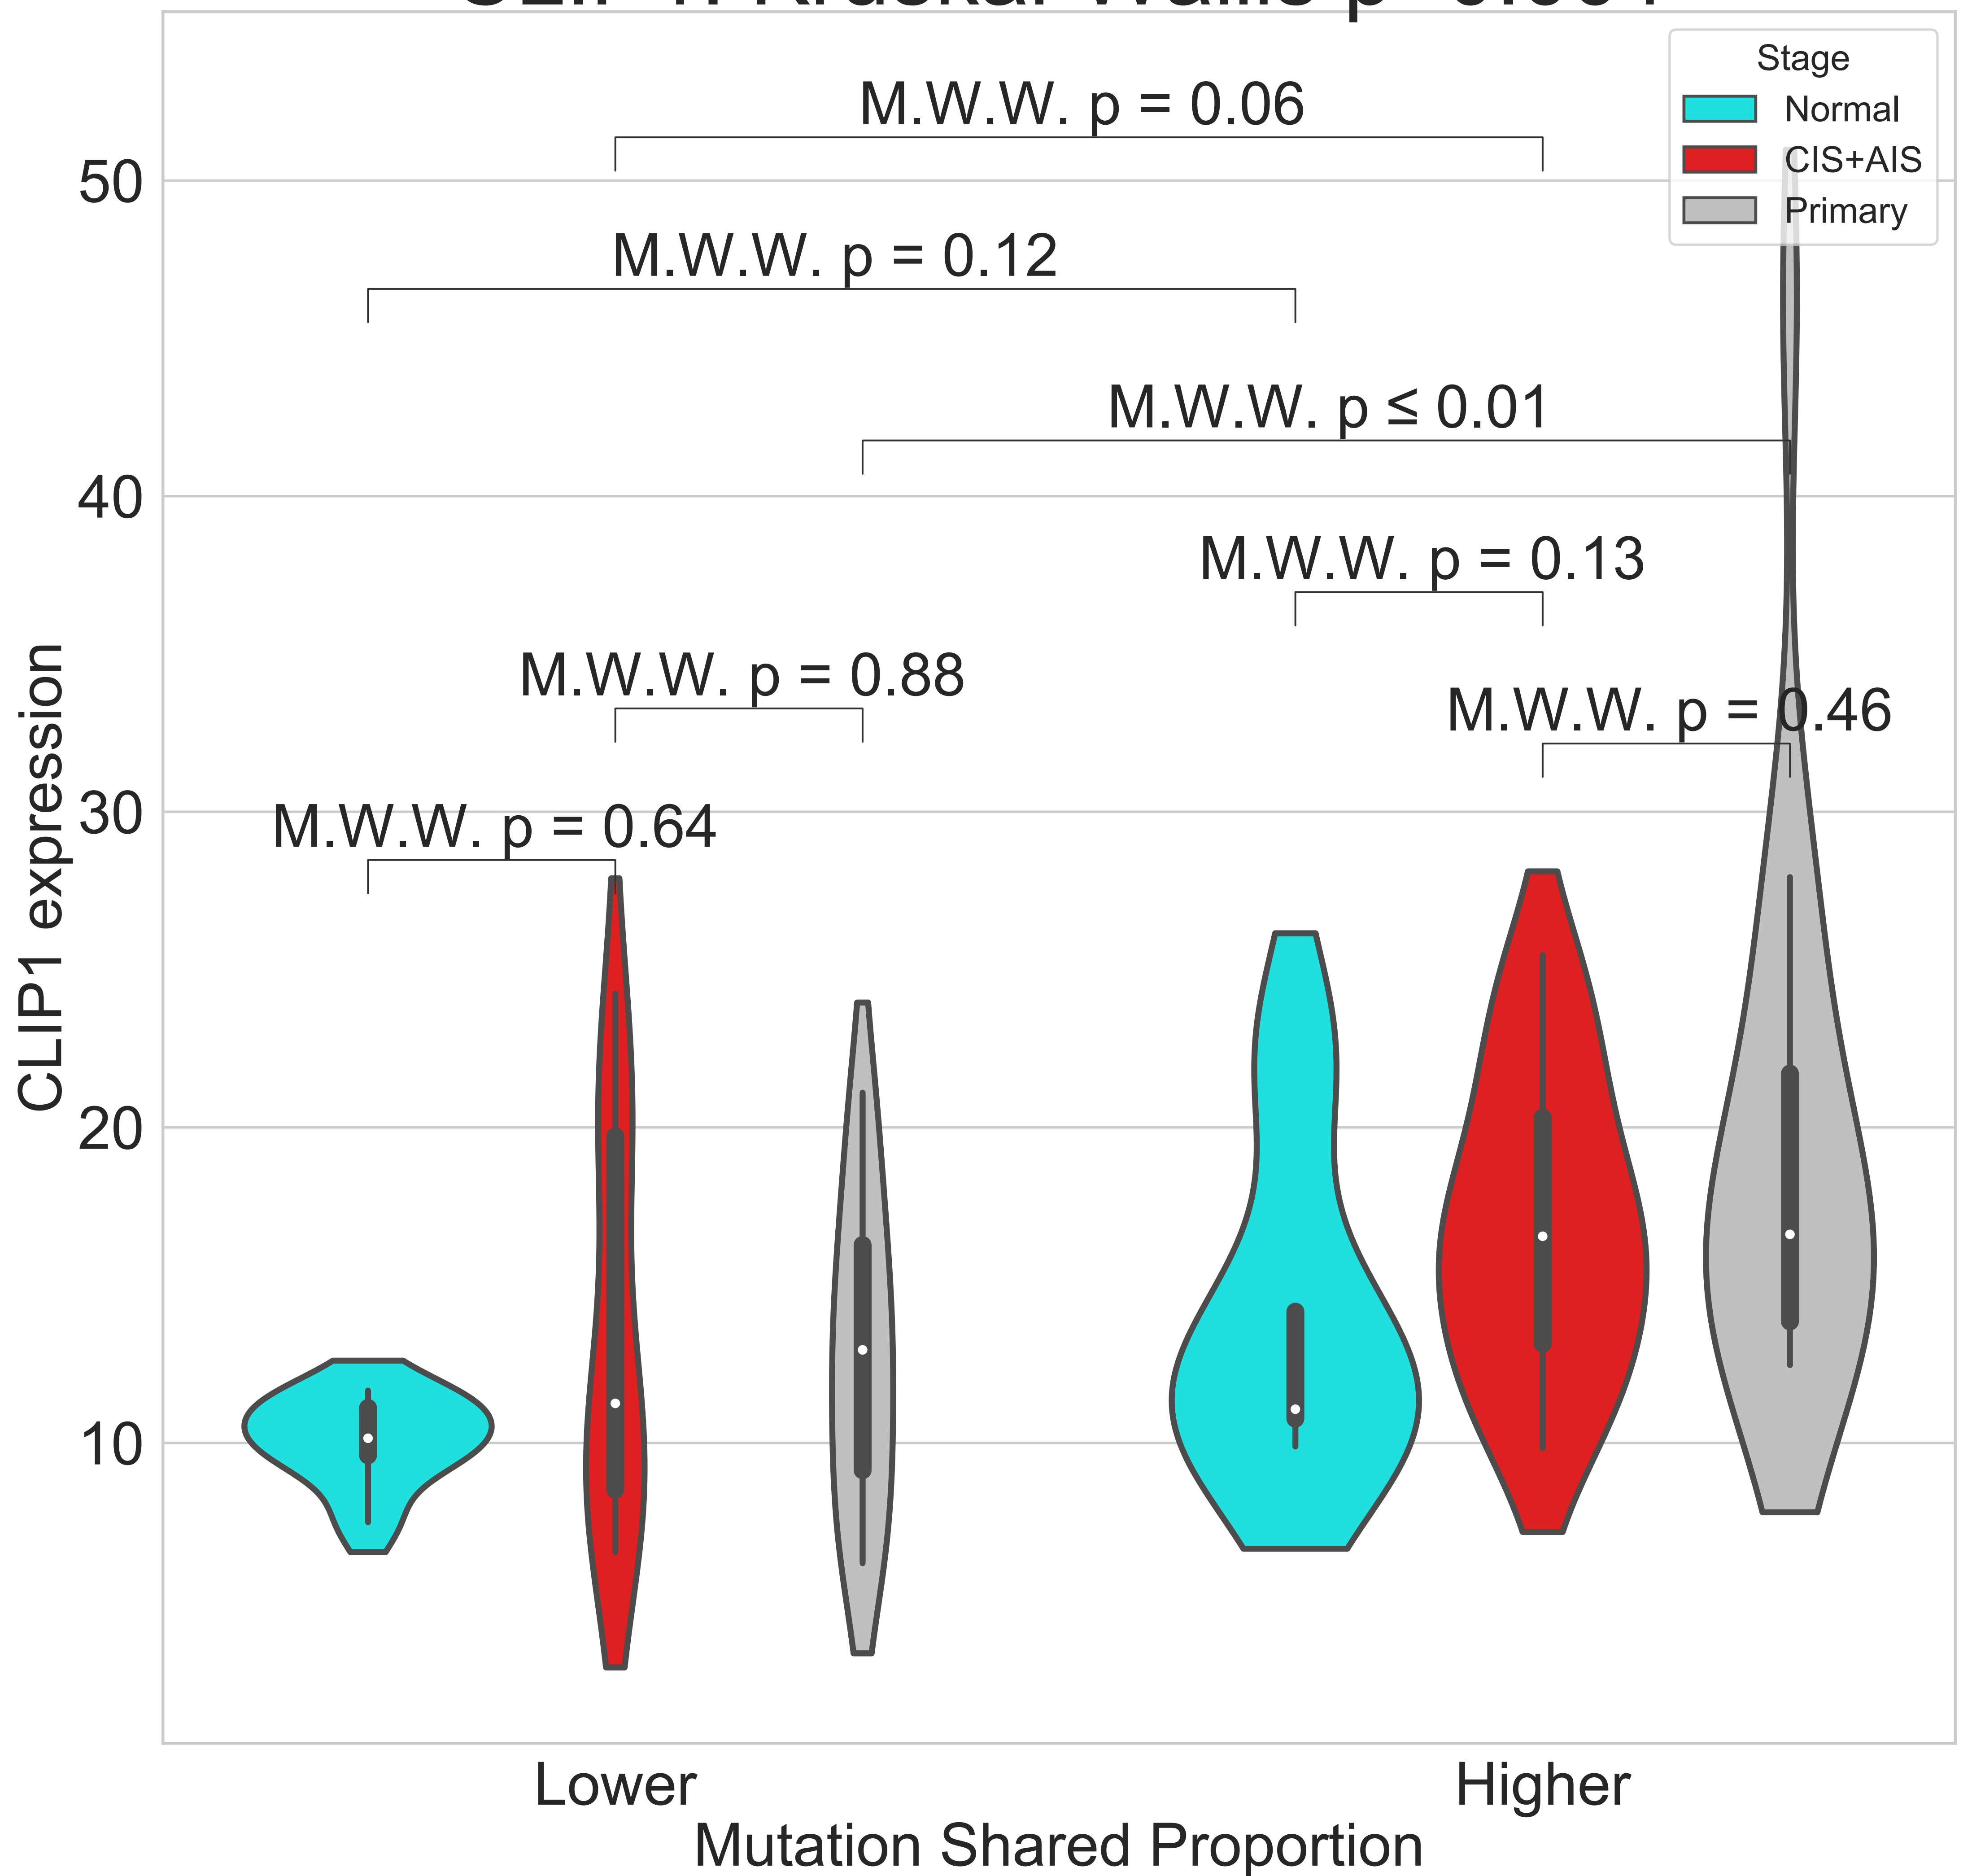 Stage
Normal
CIS+AIS
Primary
M.W.W. p = 0.06
M.W.W. p = 0.12
M.W.W. p ≤ 0.01
M.W.W. p = 0.13
M.W.W. p = 0.88
M.W.W. p = 0.46
M.W.W. p = 0.64
50
40
30
20
10
CLIP1 expression
Lower
Higher
Mutation Shared Proportion